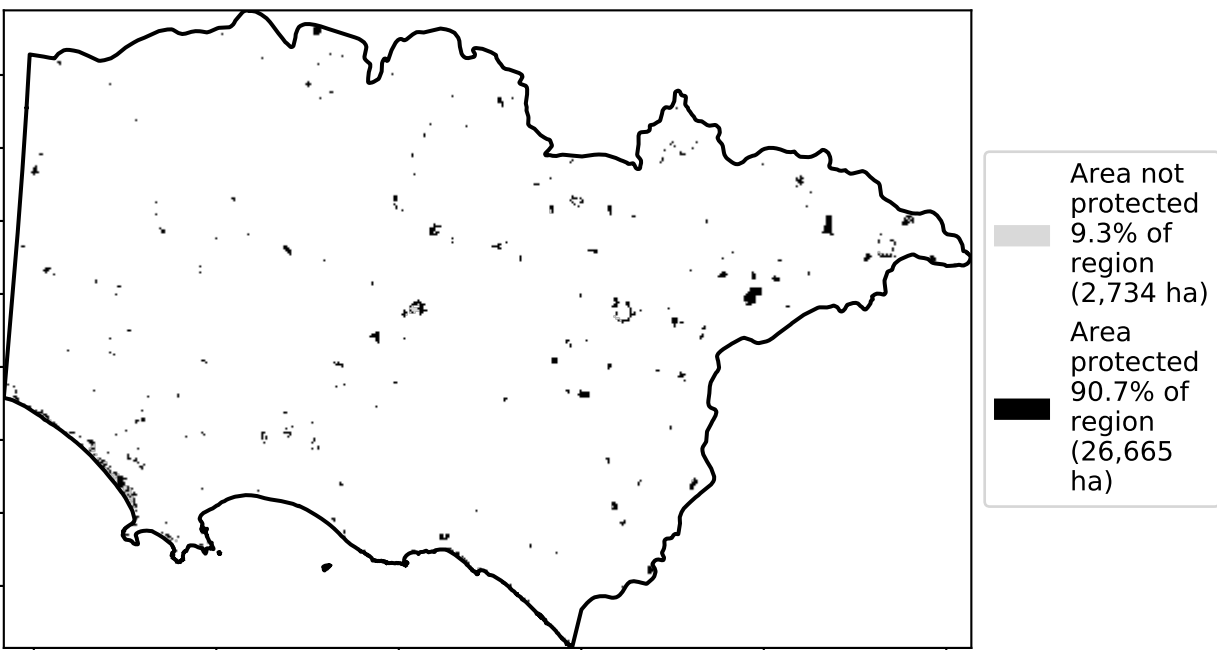 Area not
protected
9.3% of
region
(2,734 ha)
Area
protected
90.7% of
region
(26,665
ha)